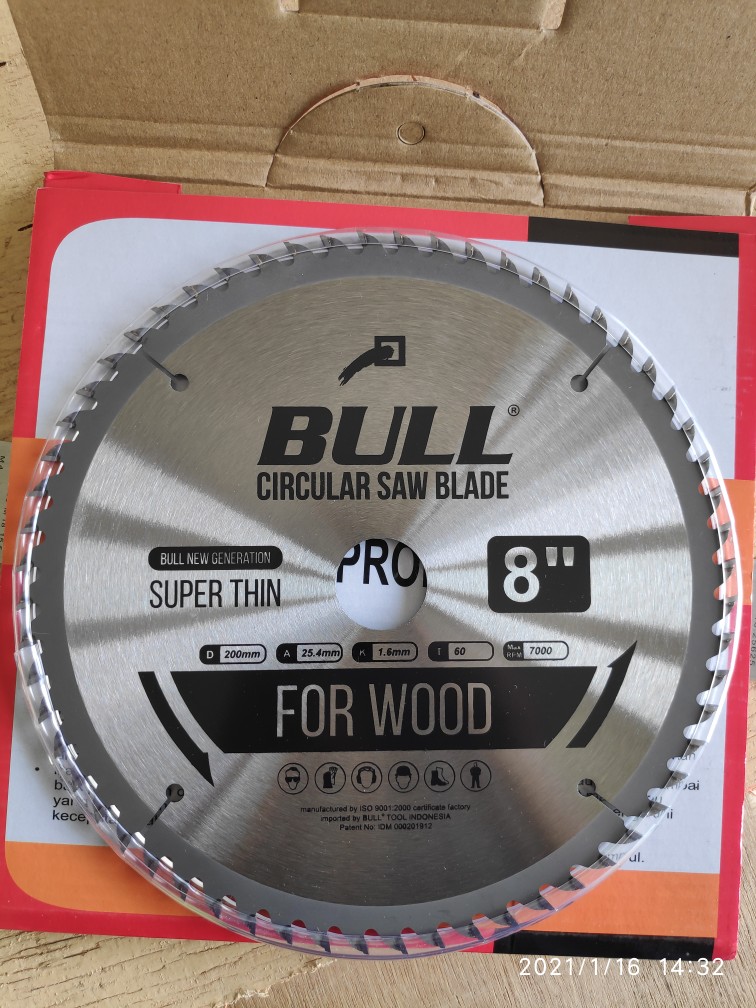 BULL®
CIRCULAR SAW BLADE
BULL NEW GENERATION
SUPER THIN
8"
PRO
D 200mm A 25.4mm K 1.6mm T 60 Max RPM 7000
FOR WOOD
manufactured by ISO 9001:2000 certificate factory
imported by BULL® TOOL INDONESIA
Patent No: IDM 000201912
2021/1/16 14:32